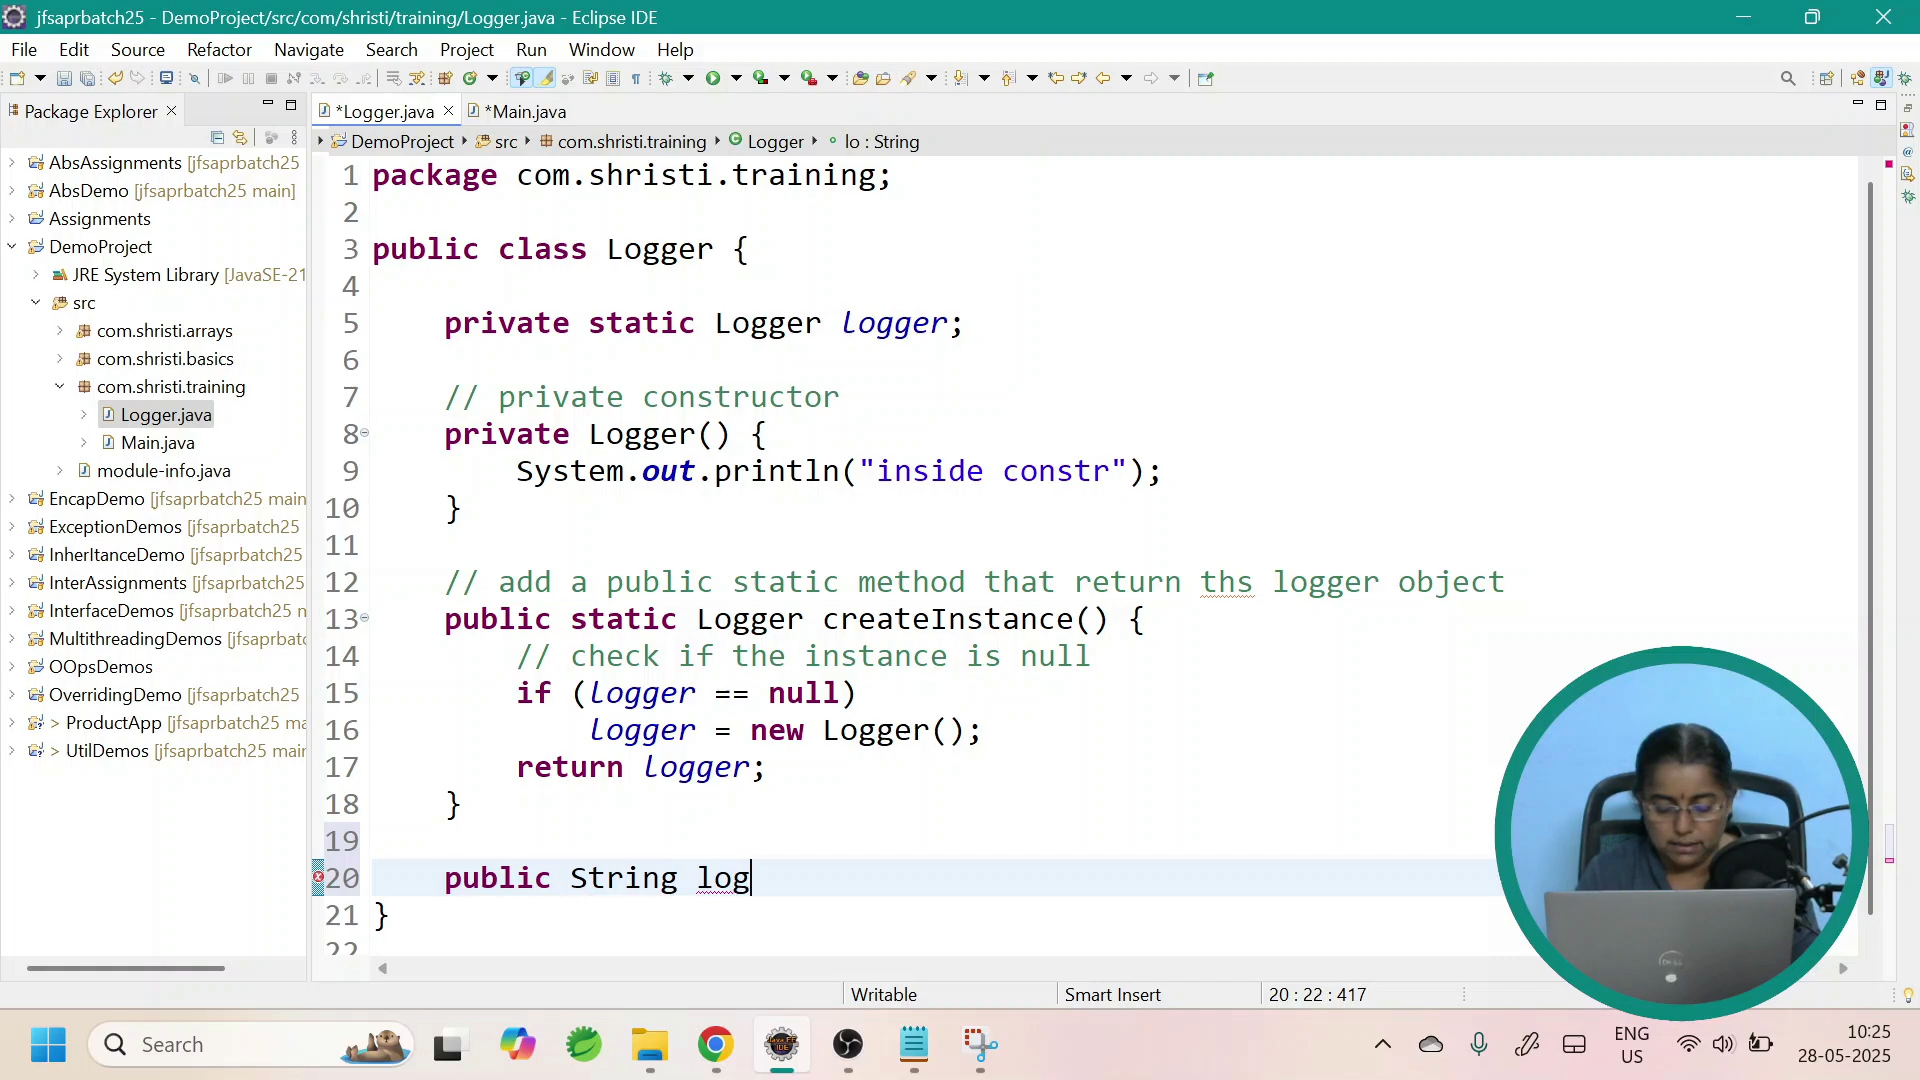 jfsaprbatch25 - DemoProject/src/com/shristi/training/Logger.java - Eclipse IDE
File Edit Source Refactor Navigate Search Project Run Window Help
Package Explorer
*Logger.java *Main.java
DemoProject src com.shristi.training Logger lo : String
AbsAssignments [jfsaprbatch25
AbsDemo [jfsaprbatch25 main]
Assignments
DemoProject
JRE System Library [JavaSE-21
src
com.shristi.arrays
com.shristi.basics
com.shristi.training
Logger.java
Main.java
module-info.java
EncapDemo [jfsaprbatch25 main
ExceptionDemos [jfsaprbatch25
InherItanceDemo [jfsaprbatch25
InterAssignments [jfsaprbatch25
InterfaceDemos [jfsaprbatch25 m
MultithreadingDemos [jfsaprbatc
OOpsDemos
OverridingDemo [jfsaprbatch25
> ProductApp [jfsaprbatch25 ma
> UtilDemos [jfsaprbatch25 main
1 package com.shristi.training;
2
3 public class Logger {
4
5 private static Logger logger;
6
7 // private constructor
8 private Logger() {
9 System.out.println("inside constr");
10 }
11
12 // add a public static method that return ths logger object
13 public static Logger createInstance() {
14 // check if the instance is null
15 if (logger == null)
16 logger = new Logger();
17 return logger;
18 }
19
20 public String log
21 }
22
Writable Smart Insert 20 : 22 : 417
Search
ENG
US
10:25
28-05-2025